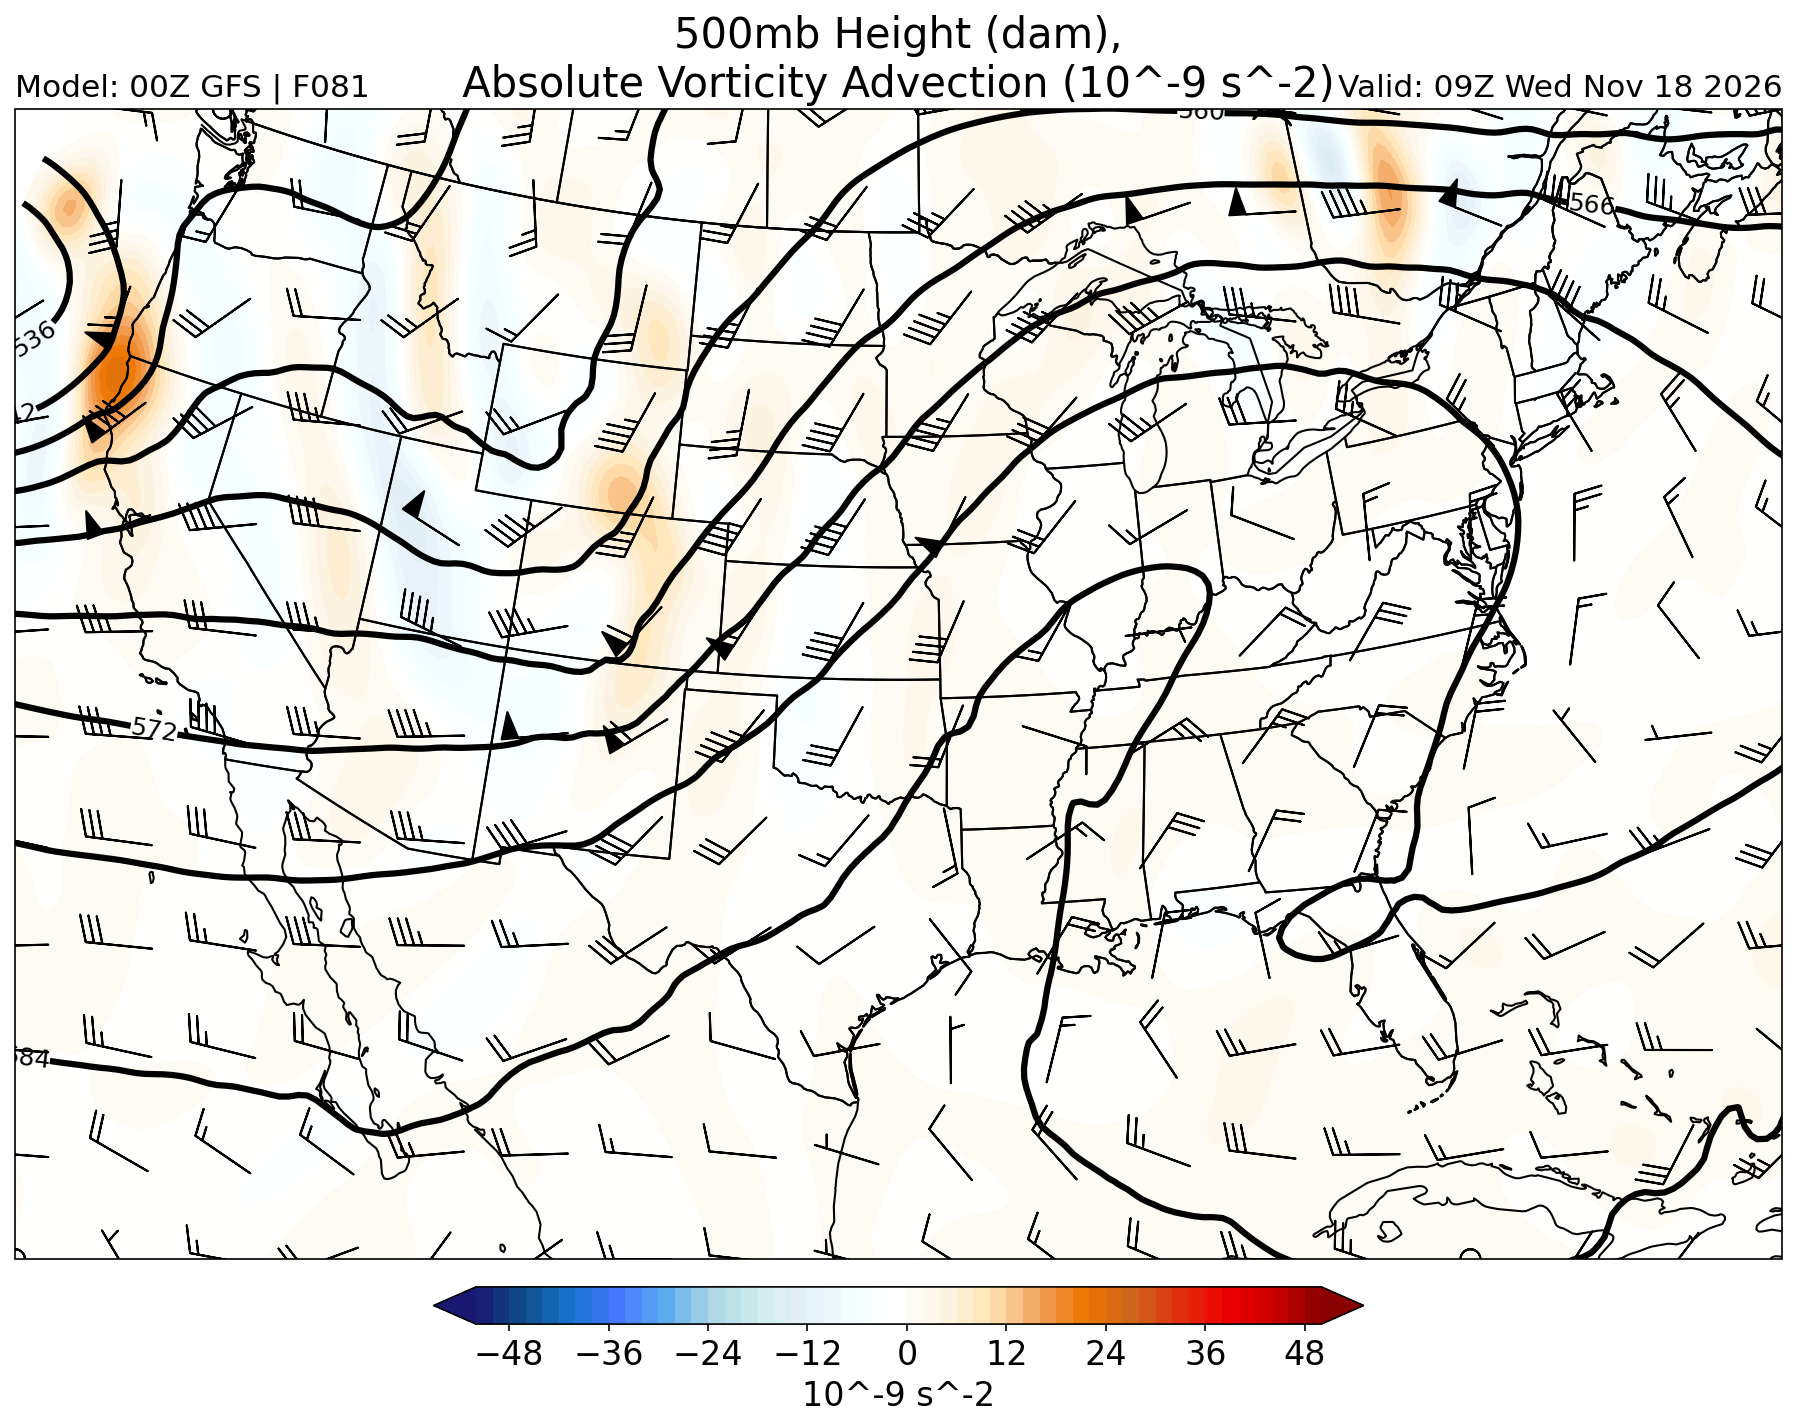 500mb Height (dam),
Model: 00Z GFS | F081
Absolute Vorticity Advection (10^-9 s^-2)
Valid: 09Z Wed Nov 18 2026
560
566
536
572
−48 −36 −24 −12 0 12 24 36 48
10^-9 s^-2